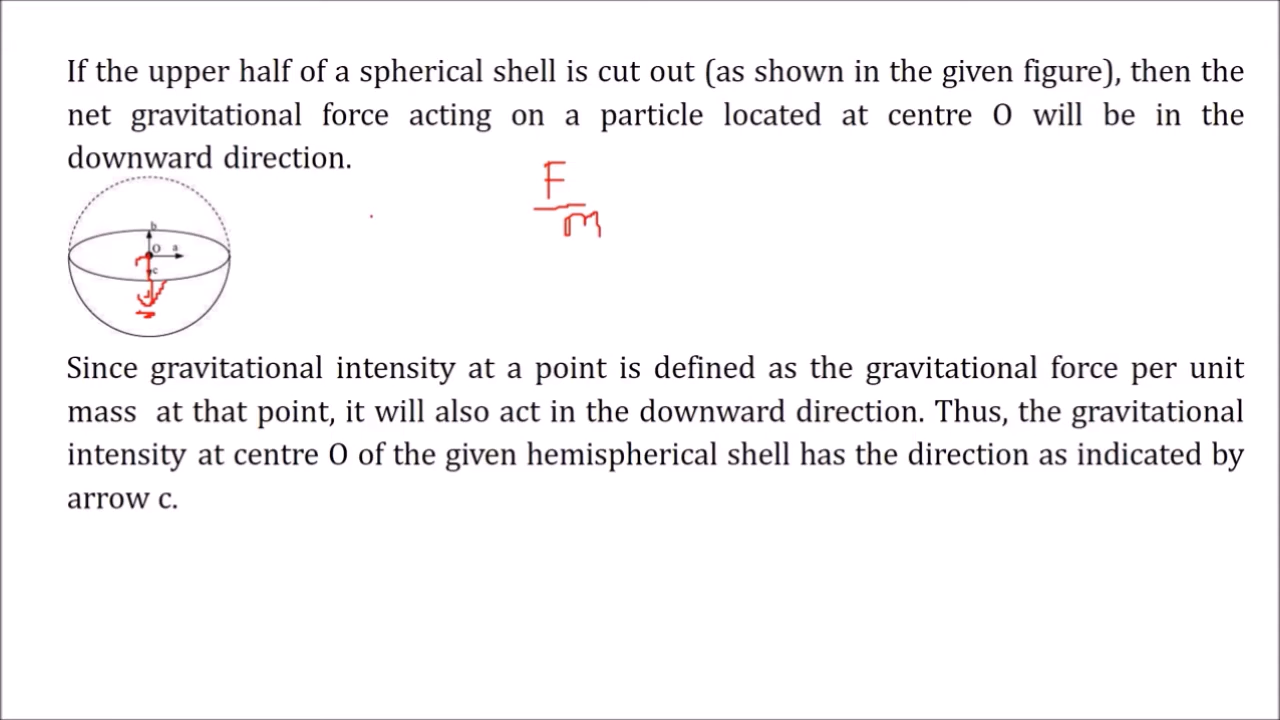 If the upper half of a spherical shell is cut out (as shown in the given figure), then the
net gravitational force acting on a particle located at centre O will be in the
downward direction.
F
m
b
O a
c
Since gravitational intensity at a point is defined as the gravitational force per unit
mass at that point, it will also act in the downward direction. Thus, the gravitational
intensity at centre O of the given hemispherical shell has the direction as indicated by
arrow c.